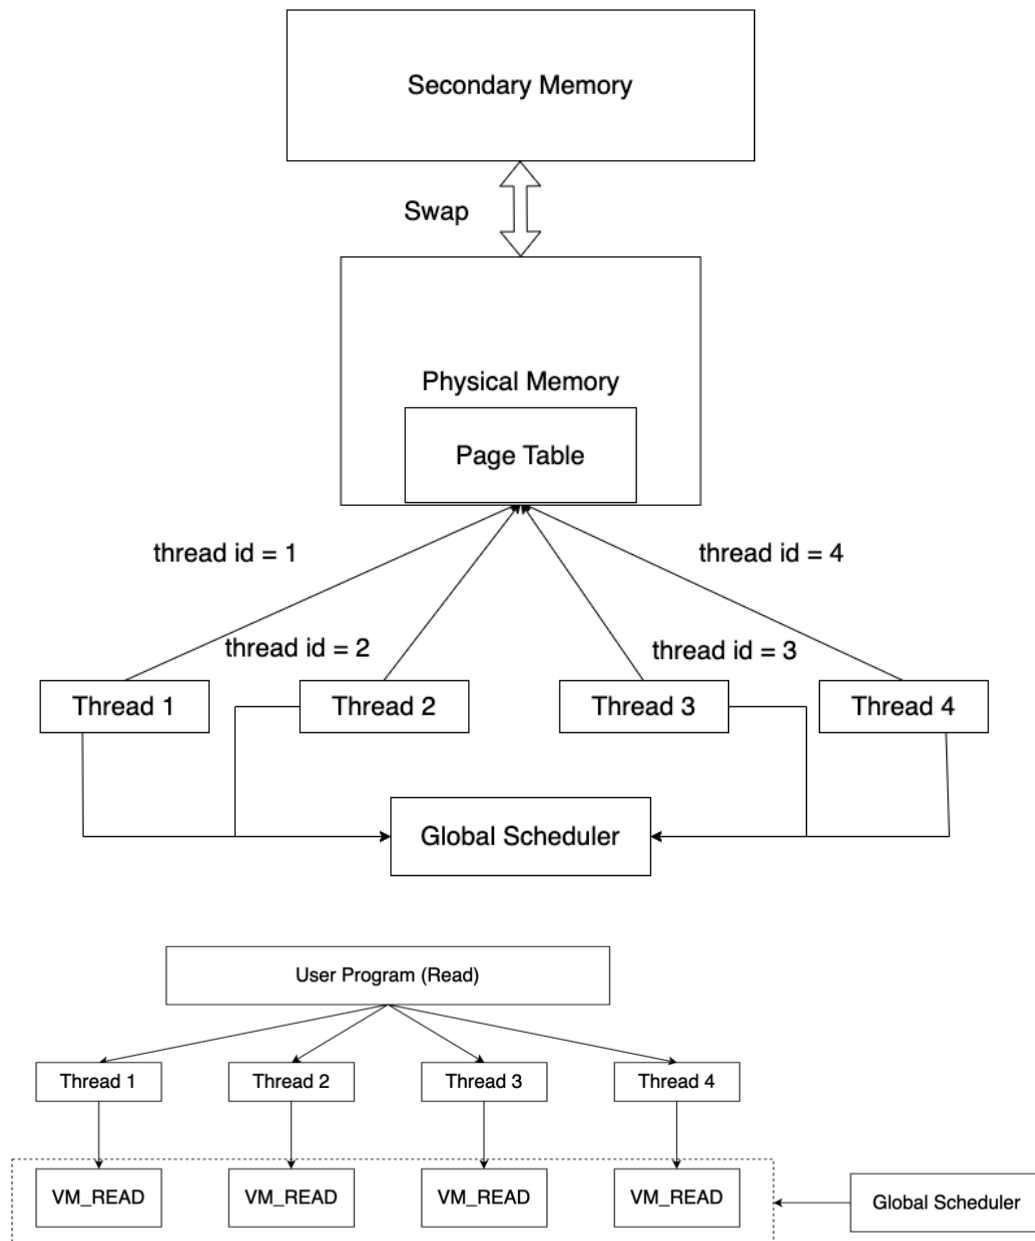 Secondary Memory
Swap
Physical Memory
Page Table
thread id = 1
thread id = 4
thread id = 2
thread id = 3
Thread 1
Thread 2
Thread 3
Thread 4
Global Scheduler
User Program (Read)
Thread 1
Thread 2
Thread 3
Thread 4
VM_READ
VM_READ
VM_READ
VM_READ
Global Scheduler